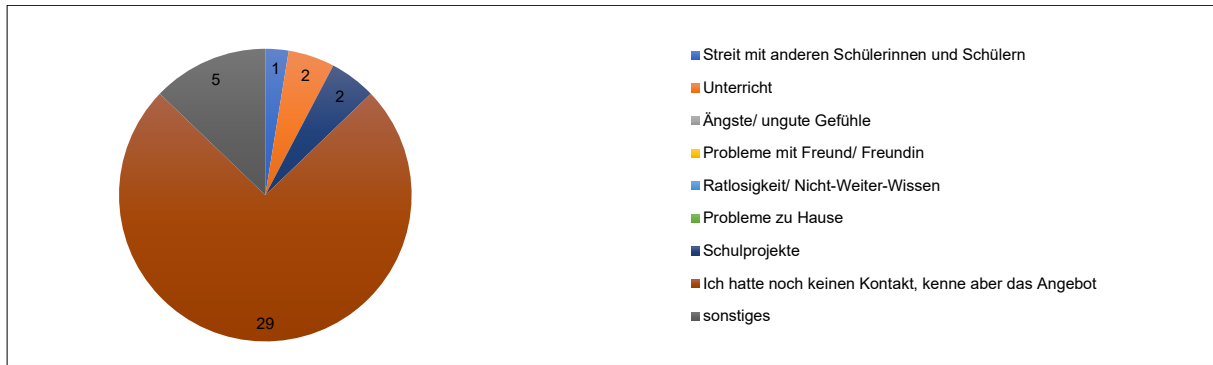 1
2
2
5
29
Streit mit anderen Schülerinnen und Schülern
Unterricht
Ängste/ ungute Gefühle
Probleme mit Freund/ Freundin
Ratlosigkeit/ Nicht-Weiter-Wissen
Probleme zu Hause
Schulprojekte
Ich hatte noch keinen Kontakt, kenne aber das Angebot
sonstiges